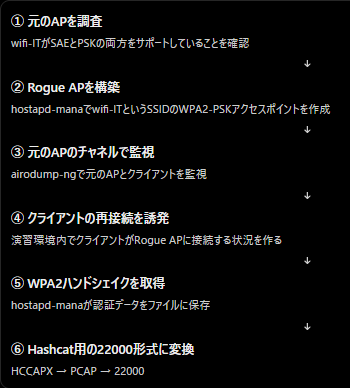 ① 元のAPを調査
wifi-ITがSAEとPSKの両方をサポートしていることを確認
↓
② Rogue APを構築
hostapd-manaでwifi-ITというSSIDのWPA2-PSKアクセスポイントを作成
↓
③ 元のAPのチャネルで監視
airodump-ngで元のAPとクライアントを監視
↓
④ クライアントの再接続を誘発
演習環境内でクライアントがRogue APに接続する状況を作る
↓
⑤ WPA2ハンドシェイクを取得
hostapd-manaが認証データをファイルに保存
↓
⑥ Hashcat用の22000形式に変換
HCCAPX → PCAP → 22000